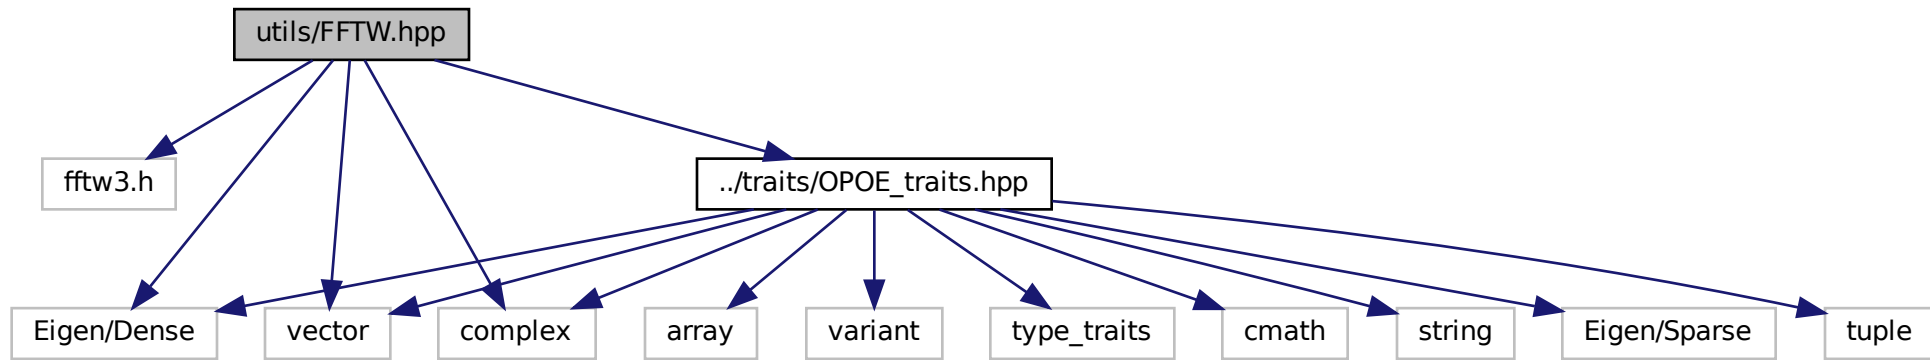 utils/FFTW.hpp
fftw3.h
../traits/OPOE_traits.hpp
Eigen/Dense
vector
complex
array
variant
type_traits
cmath
string
Eigen/Sparse
tuple